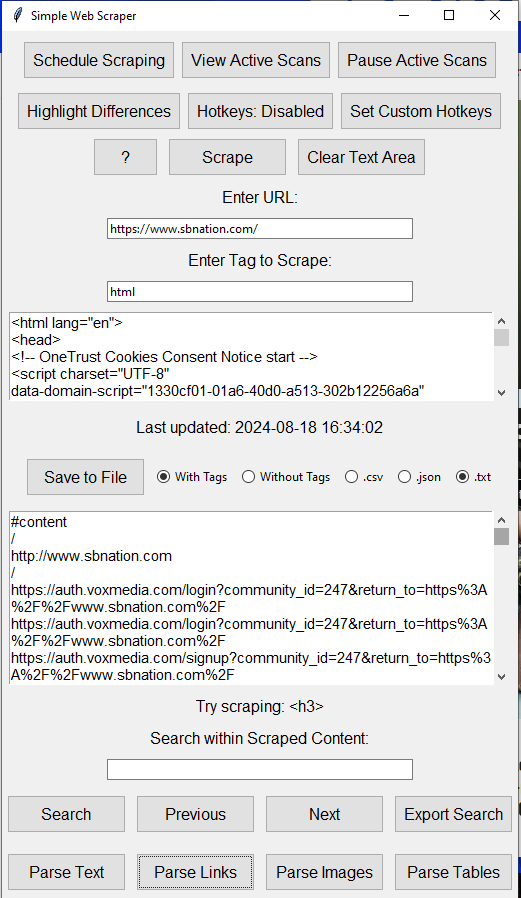 Simple Web Scraper
Schedule Scraping View Active Scans Pause Active Scans
Highlight Differences Hotkeys: Disabled Set Custom Hotkeys
? Scrape Clear Text Area
Enter URL:
https://www.sbnation.com/
Enter Tag to Scrape:
html
<html lang="en">
<head>
<!-- OneTrust Cookies Consent Notice start -->
<script charset="UTF-8"
data-domain-script="1330cf01-01a6-40d0-a513-302b12256a6a"
Last updated: 2024-08-18 16:34:02
Save to File With Tags Without Tags .csv .json .txt
#content
/
http://www.sbnation.com
/
https://auth.voxmedia.com/login?community_id=247&return_to=https%3A
%2F%2Fwww.sbnation.com%2F
https://auth.voxmedia.com/login?community_id=247&return_to=https%3A
%2F%2Fwww.sbnation.com%2F
https://auth.voxmedia.com/signup?community_id=247&return_to=https%3
A%2F%2Fwww.sbnation.com%2F
Try scraping: <h3>
Search within Scraped Content:
Search Previous Next Export Search
Parse Text Parse Links Parse Images Parse Tables